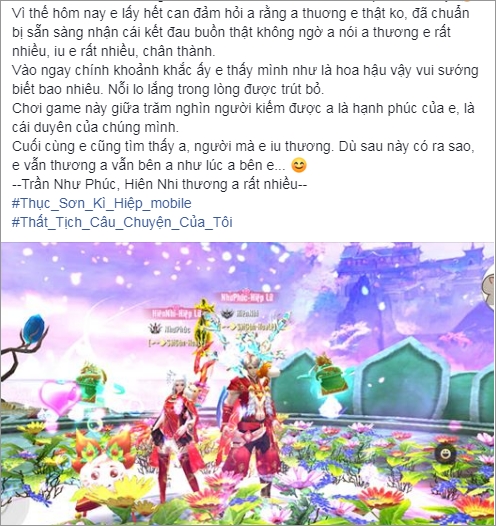 Vì thế hôm nay e lấy hết can đảm hỏi a rằng a thuơng e thật ko, đã chuẩn
bị sẵn sàng nhận cái kết đau buồn thật không ngờ a nói a thương e rất
nhiều, iu e rất nhiều, chân thành.
Vào ngay chính khoảnh khắc ấy e thấy mình như là hoa hậu vậy vui sướng
biết bao nhiêu. Nỗi lo lắng trong lòng được trút bỏ.
Chơi game này giữa trăm nghìn người kiếm được a là hạnh phúc của e, là
cái duyên của chúng mình.
Cuối cùng e cũng tìm thấy a, người mà e iu thương. Dù sau này có ra sao,
e vẫn thương a vẫn bên a như lúc a bên e... 😊
--Trần Như Phúc, Hiên Nhi thương a rất nhiều--
#Thục_Sơn_Kì_Hiệp_mobile
#Thất_Tịch_Câu_Chuyện_Của_Tôi
NhưPhúc-Hiệp Lữ
HiênNhi-Hiệp Lữ
HiênNhi
NhưPhúc